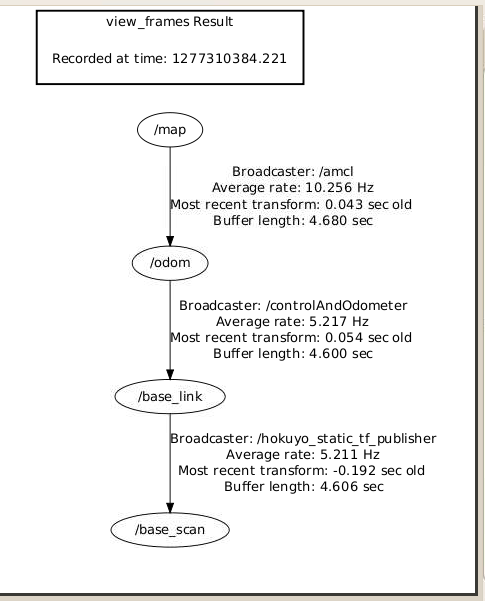 view_frames Result
Recorded at time: 1277310384.221
/map
Broadcaster: /amcl
Average rate: 10.256 Hz
Most recent transform: 0.043 sec old
Buffer length: 4.680 sec
/odom
Broadcaster: /controlAndOdometer
Average rate: 5.217 Hz
Most recent transform: 0.054 sec old
Buffer length: 4.600 sec
/base_link
Broadcaster: /hokuyo_static_tf_publisher
Average rate: 5.211 Hz
Most recent transform: -0.192 sec old
Buffer length: 4.606 sec
/base_scan